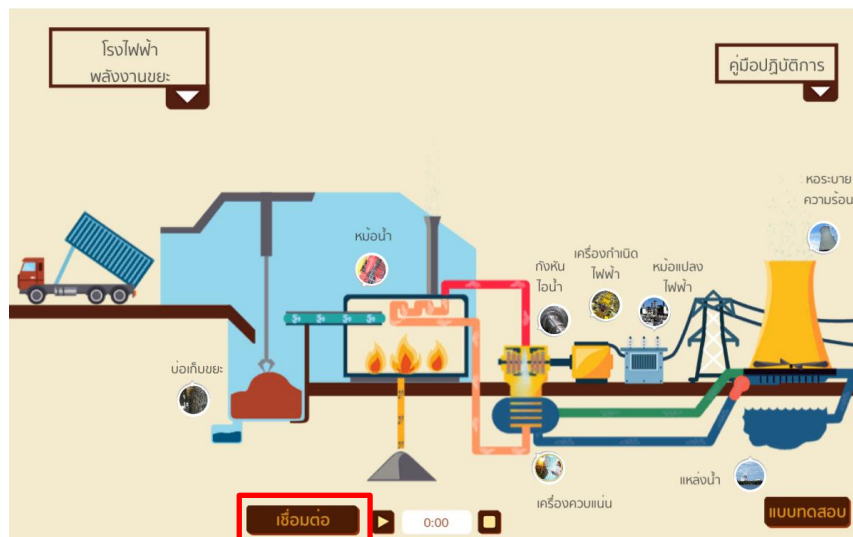 โรงไฟฟ้า
พลังงานขยะ
คู่มือปฏิบัติการ
หอระบาย
ความร้อน
หม้อน้ำ
กังหัน
ไอน้ำ
เครื่องกำเนิด
ไฟฟ้า
หม้อแปลง
ไฟฟ้า
บ่อเก็บขยะ
เครื่องควบแน่น
แหล่งน้ำ
เชื่อมต่อ
0:00
แบบทดสอบ